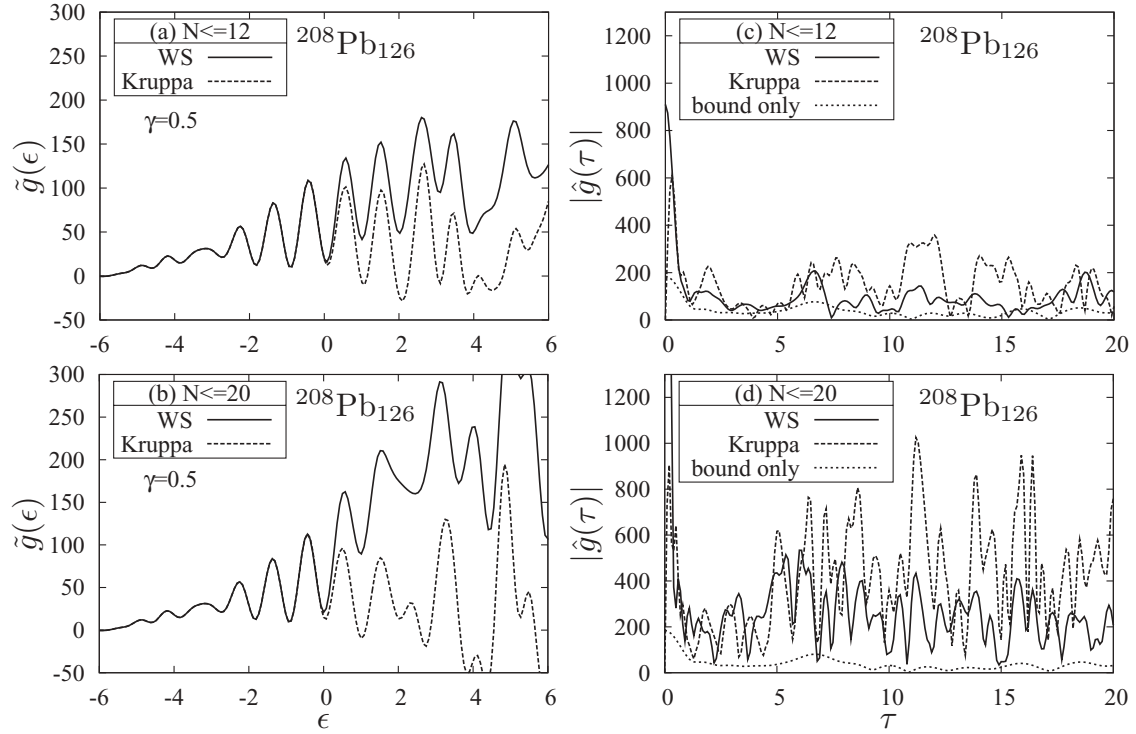 300
250
200
150
100
50
0
-50
g̃(ϵ)
(a) N<=12
WS
Kruppa
γ=0.5
²⁰⁸Pb₁₂₆
-6 -4 -2 0 2 4 6
1200
1000
800
600
400
200
0
|ĝ(τ)|
(c) N<=12
WS
Kruppa
bound only
²⁰⁸Pb₁₂₆
0 5 10 15 20
300
250
200
150
100
50
0
-50
g̃(ϵ)
(b) N<=20
WS
Kruppa
γ=0.5
²⁰⁸Pb₁₂₆
-6 -4 -2 0 2 4 6
ϵ
1200
1000
800
600
400
200
0
|ĝ(τ)|
(d) N<=20
WS
Kruppa
bound only
²⁰⁸Pb₁₂₆
0 5 10 15 20
τ